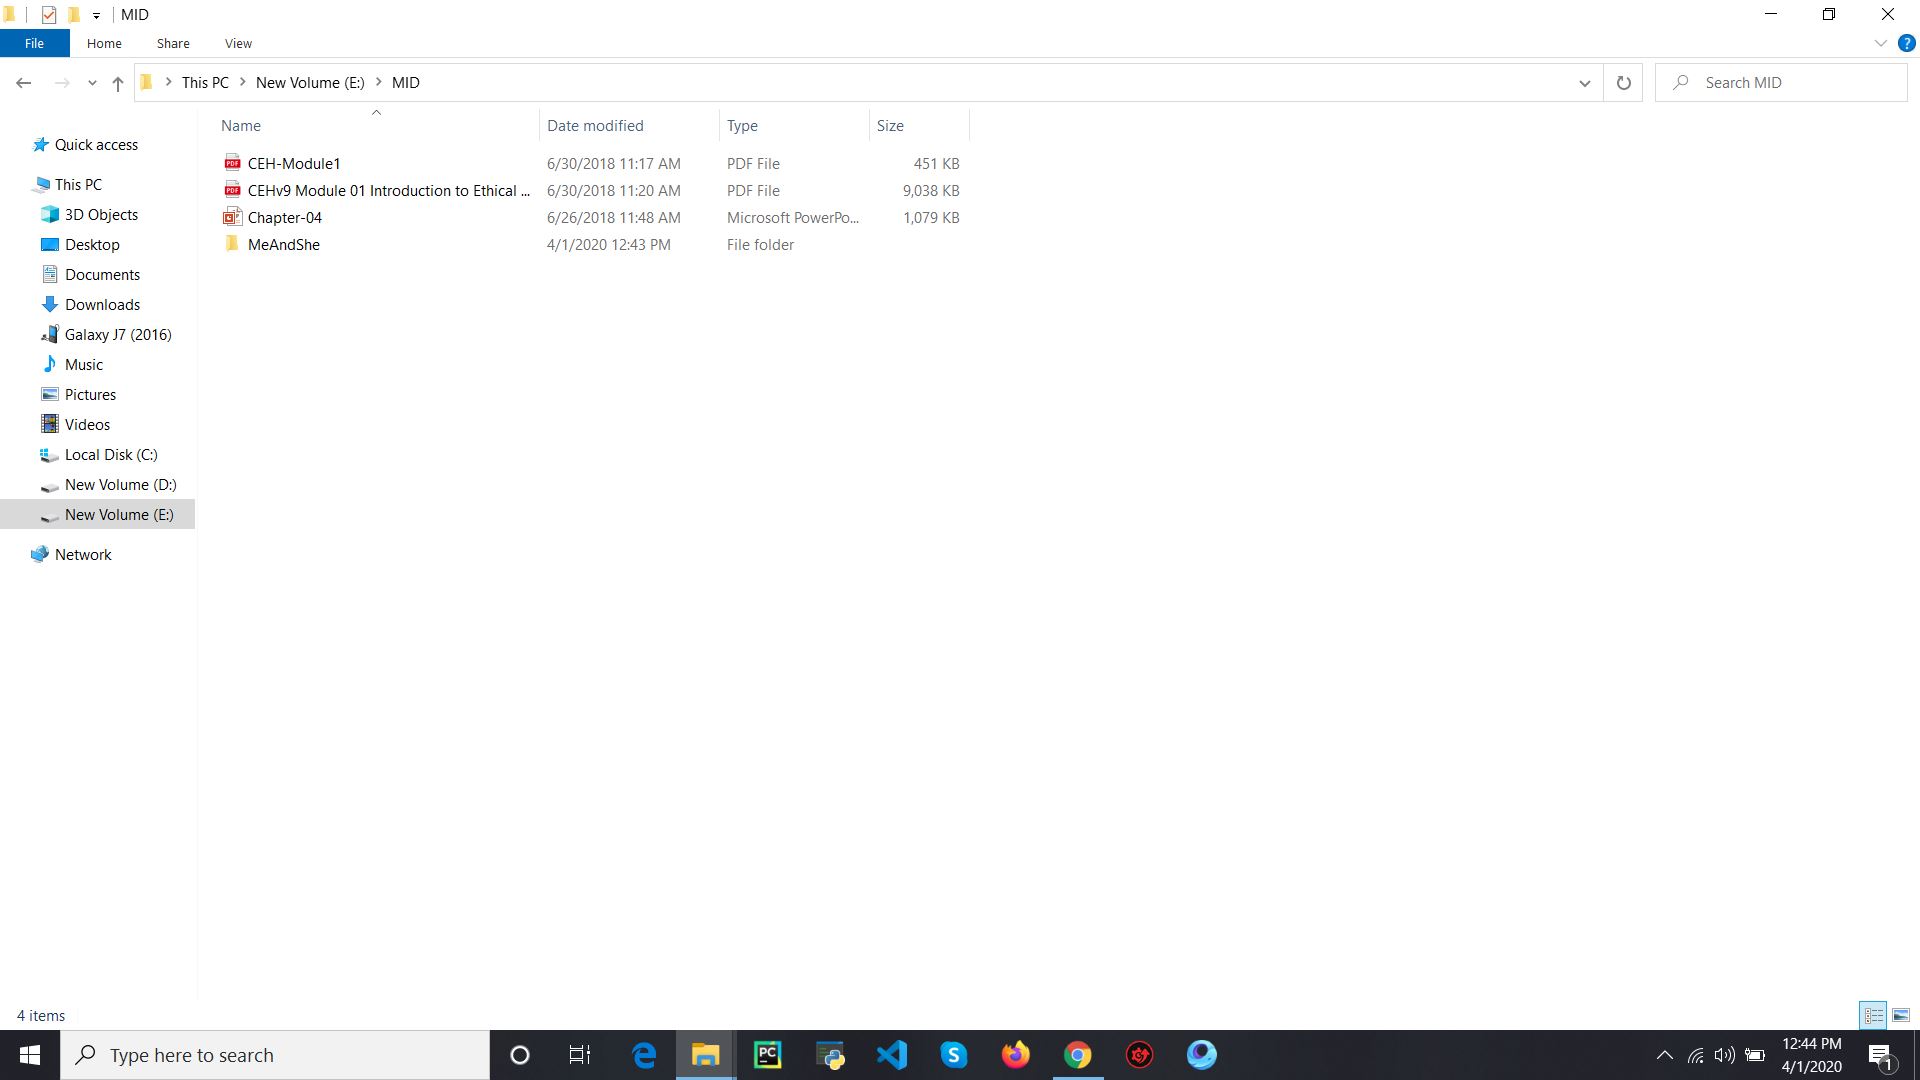 MID
File Home Share View
This PC New Volume (E:) MID
Search MID
Name Date modified Type Size
CEH-Module1 6/30/2018 11:17 AM PDF File 451 KB
CEHv9 Module 01 Introduction to Ethical ... 6/30/2018 11:20 AM PDF File 9,038 KB
Chapter-04 6/26/2018 11:48 AM Microsoft PowerPo... 1,079 KB
MeAndShe 4/1/2020 12:43 PM File folder
Quick access
This PC
3D Objects
Desktop
Documents
Downloads
Galaxy J7 (2016)
Music
Pictures
Videos
Local Disk (C:)
New Volume (D:)
New Volume (E:)
Network
4 items
Type here to search
12:44 PM
4/1/2020
1